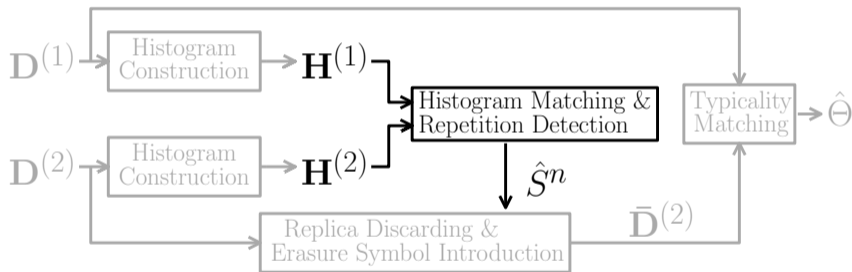 D^(1)
Histogram
Construction
H^(1)
Histogram Matching &
Repetition Detection
Typicality
Matching
Θ̂
D^(2)
Histogram
Construction
H^(2)
Ŝ^n
Replica Discarding &
Erasure Symbol Introduction
D̄^(2)